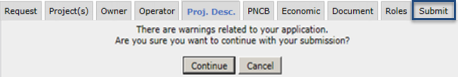 Request Project(s) Owner Operator Proj. Desc. PNCB Economic Document Roles Submit
There are warnings related to your application.
Are you sure you want to continue with your submission?
Continue Cancel